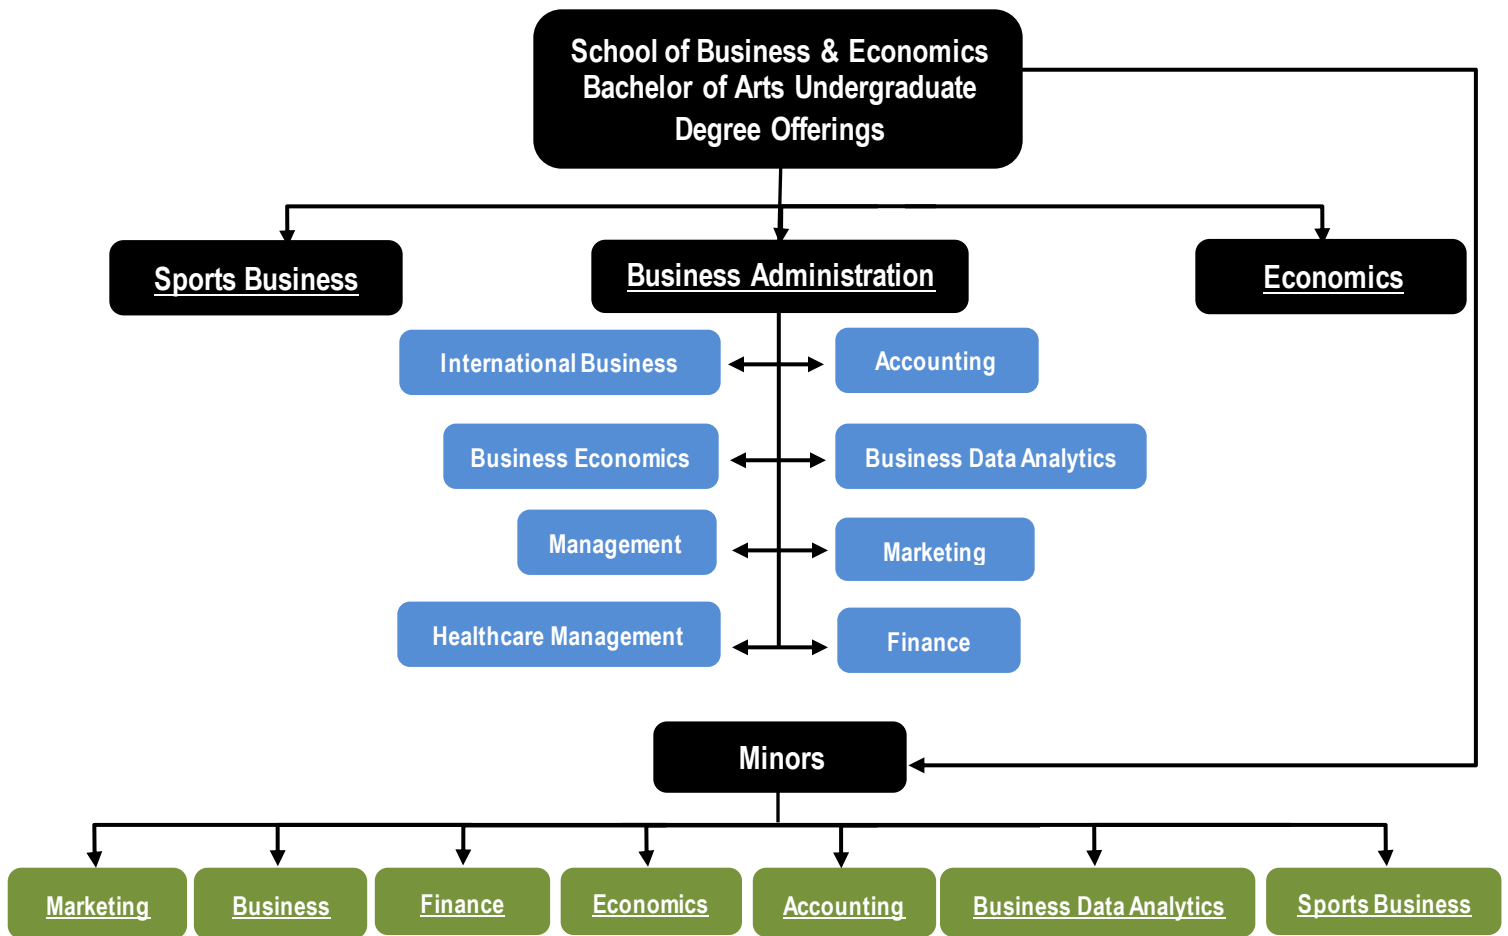 School of Business & Economics
Bachelor of Arts Undergraduate
Degree Offerings
Sports Business
Business Administration
Economics
International Business
Accounting
Business Economics
Business Data Analytics
Management
Marketing
Healthcare Management
Finance
Minors
Marketing
Business
Finance
Economics
Accounting
Business Data Analytics
Sports Business